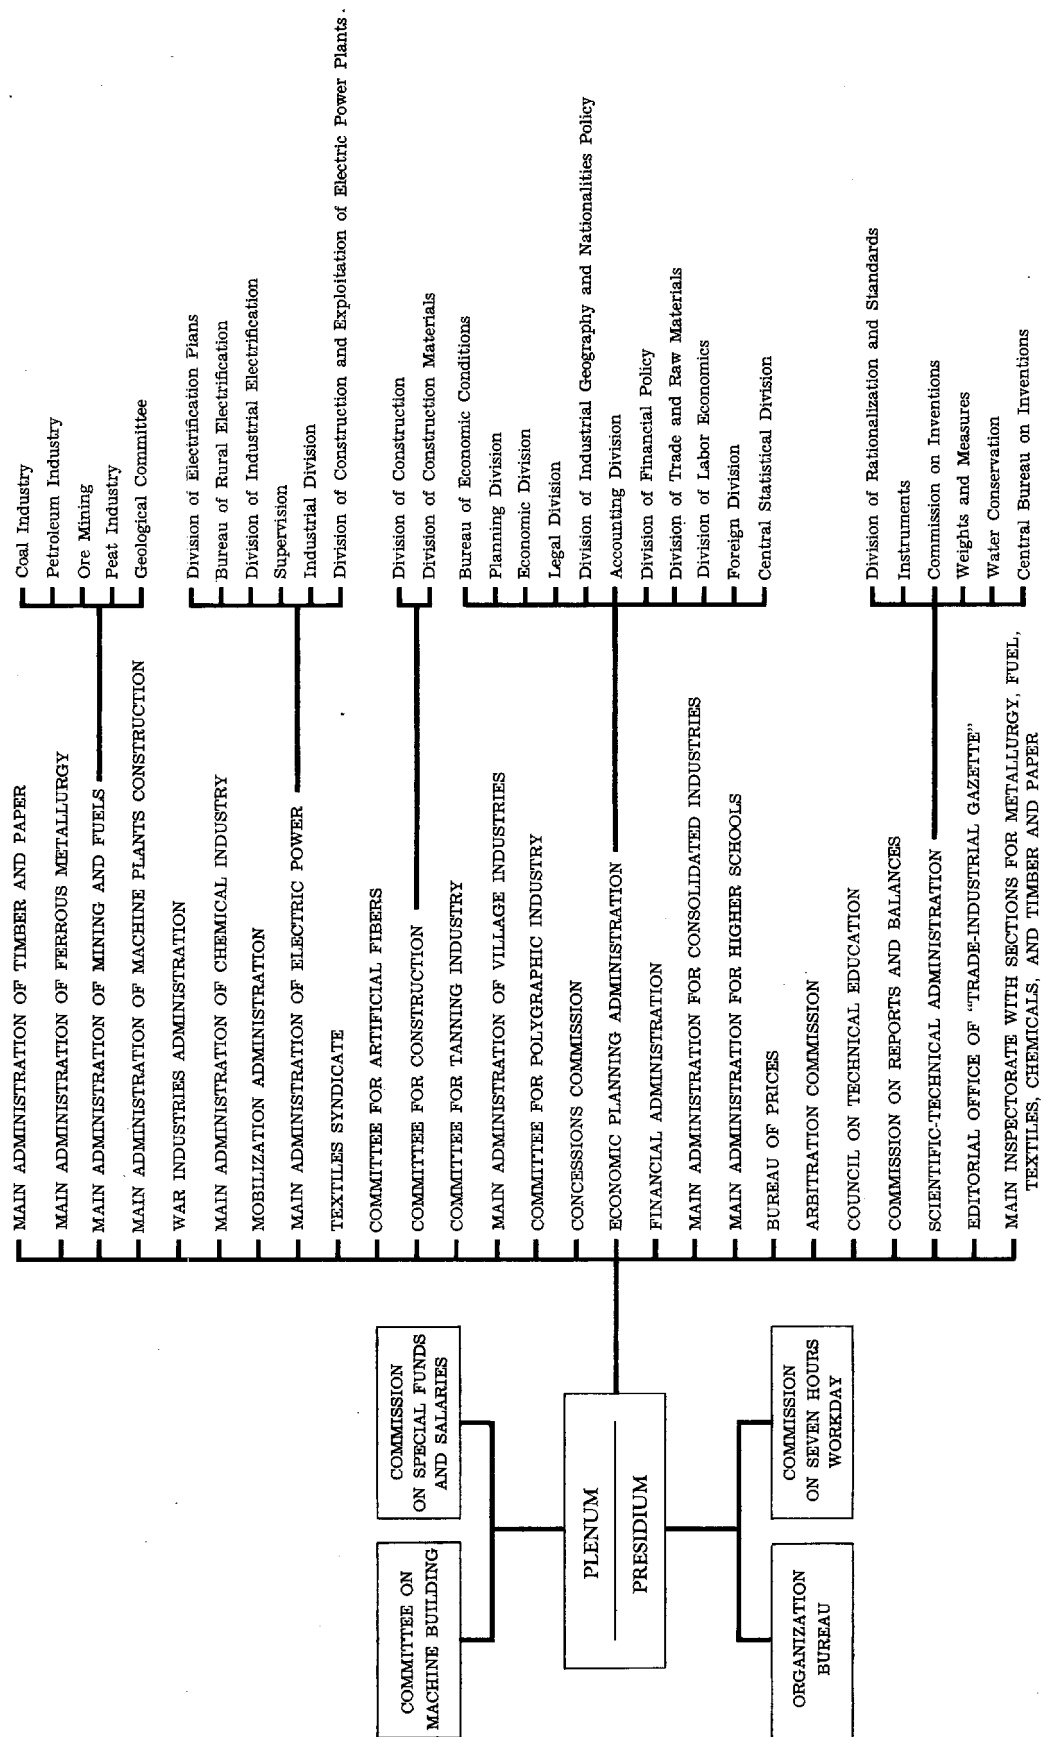 COMMITTEE ON
MACHINE BUILDING
COMMISSION
ON SPECIAL FUNDS
AND SALARIES
PLENUM
PRESIDIUM
ORGANIZATION
BUREAU
COMMISSION
ON SEVEN HOURS
WORKDAY
MAIN ADMINISTRATION OF TIMBER AND PAPER
MAIN ADMINISTRATION OF FERROUS METALLURGY
MAIN ADMINISTRATION OF MINING AND FUELS
Coal Industry
Petroleum Industry
Ore Mining
Peat Industry
Geological Committee
MAIN ADMINISTRATION OF MACHINE PLANTS CONSTRUCTION
WAR INDUSTRIES ADMINISTRATION
MAIN ADMINISTRATION OF CHEMICAL INDUSTRY
MOBILIZATION ADMINISTRATION
MAIN ADMINISTRATION OF ELECTRIC POWER
Division of Electrification Plans
Bureau of Rural Electrification
Division of Industrial Electrification
Supervision
Industrial Division
Division of Construction and Exploitation of Electric Power Plants.
TEXTILES SYNDICATE
COMMITTEE FOR ARTIFICIAL FIBERS
COMMITTEE FOR CONSTRUCTION
Division of Construction
Division of Construction Materials
COMMITTEE FOR TANNING INDUSTRY
MAIN ADMINISTRATION OF VILLAGE INDUSTRIES
COMMITTEE FOR POLYGRAPHIC INDUSTRY
CONCESSIONS COMMISSION
ECONOMIC PLANNING ADMINISTRATION
Bureau of Economic Conditions
Planning Division
Economic Division
Legal Division
Division of Industrial Geography and Nationalities Policy
Accounting Division
Division of Financial Policy
Division of Trade and Raw Materials
Division of Labor Economics
Foreign Division
Central Statistical Division
FINANCIAL ADMINISTRATION
MAIN ADMINISTRATION FOR CONSOLIDATED INDUSTRIES
MAIN ADMINISTRATION FOR HIGHER SCHOOLS
BUREAU OF PRICES
ARBITRATION COMMISSION
COUNCIL ON TECHNICAL EDUCATION
COMMISSION ON REPORTS AND BALANCES
SCIENTIFIC-TECHNICAL ADMINISTRATION
Division of Rationalization and Standards
Instruments
Commission on Inventions
Weights and Measures
Water Conservation
Central Bureau on Inventions
EDITORIAL OFFICE OF "TRADE-INDUSTRIAL GAZETTE"
MAIN INSPECTORATE WITH SECTIONS FOR METALLURGY, FUEL,
TEXTILES, CHEMICALS, AND TIMBER AND PAPER